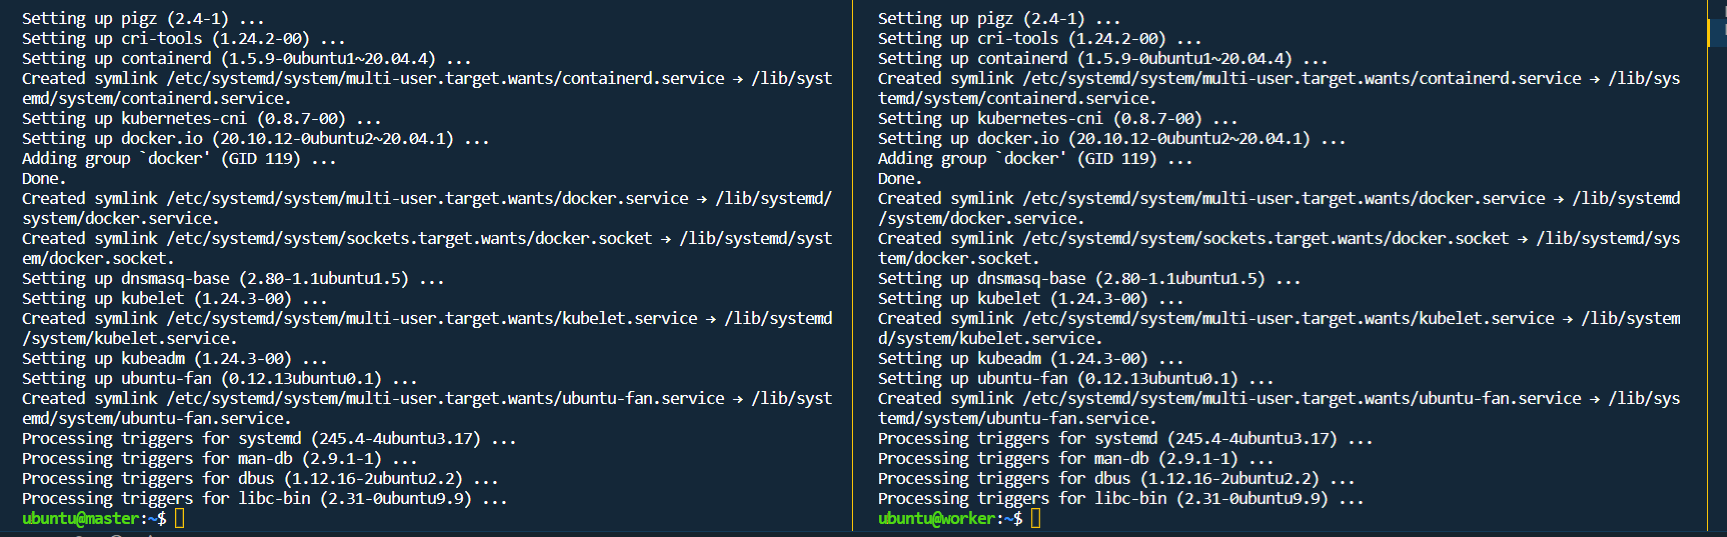 Setting up pigz (2.4-1) ...
Setting up cri-tools (1.24.2-00) ...
Setting up containerd (1.5.9-0ubuntu1~20.04.4) ...
Created symlink /etc/systemd/system/multi-user.target.wants/containerd.service → /lib/syst
emd/system/containerd.service.
Setting up kubernetes-cni (0.8.7-00) ...
Setting up docker.io (20.10.12-0ubuntu2~20.04.1) ...
Adding group `docker' (GID 119) ...
Done.
Created symlink /etc/systemd/system/multi-user.target.wants/docker.service → /lib/systemd/
system/docker.service.
Created symlink /etc/systemd/system/sockets.target.wants/docker.socket → /lib/systemd/syst
em/docker.socket.
Setting up dnsmasq-base (2.80-1.1ubuntu1.5) ...
Setting up kubelet (1.24.3-00) ...
Created symlink /etc/systemd/system/multi-user.target.wants/kubelet.service → /lib/systemd
/system/kubelet.service.
Setting up kubeadm (1.24.3-00) ...
Setting up ubuntu-fan (0.12.13ubuntu0.1) ...
Created symlink /etc/systemd/system/multi-user.target.wants/ubuntu-fan.service → /lib/syst
emd/system/ubuntu-fan.service.
Processing triggers for systemd (245.4-4ubuntu3.17) ...
Processing triggers for man-db (2.9.1-1) ...
Processing triggers for dbus (1.12.16-2ubuntu2.2) ...
Processing triggers for libc-bin (2.31-0ubuntu9.9) ...
ubuntu@master:~$
Setting up pigz (2.4-1) ...
Setting up cri-tools (1.24.2-00) ...
Setting up containerd (1.5.9-0ubuntu1~20.04.4) ...
Created symlink /etc/systemd/system/multi-user.target.wants/containerd.service → /lib/sys
temd/system/containerd.service.
Setting up kubernetes-cni (0.8.7-00) ...
Setting up docker.io (20.10.12-0ubuntu2~20.04.1) ...
Adding group `docker' (GID 119) ...
Done.
Created symlink /etc/systemd/system/multi-user.target.wants/docker.service → /lib/systemd
/system/docker.service.
Created symlink /etc/systemd/system/sockets.target.wants/docker.socket → /lib/systemd/sys
tem/docker.socket.
Setting up dnsmasq-base (2.80-1.1ubuntu1.5) ...
Setting up kubelet (1.24.3-00) ...
Created symlink /etc/systemd/system/multi-user.target.wants/kubelet.service → /lib/system
d/system/kubelet.service.
Setting up kubeadm (1.24.3-00) ...
Setting up ubuntu-fan (0.12.13ubuntu0.1) ...
Created symlink /etc/systemd/system/multi-user.target.wants/ubuntu-fan.service → /lib/sys
temd/system/ubuntu-fan.service.
Processing triggers for systemd (245.4-4ubuntu3.17) ...
Processing triggers for man-db (2.9.1-1) ...
Processing triggers for dbus (1.12.16-2ubuntu2.2) ...
Processing triggers for libc-bin (2.31-0ubuntu9.9) ...
ubuntu@worker:~$